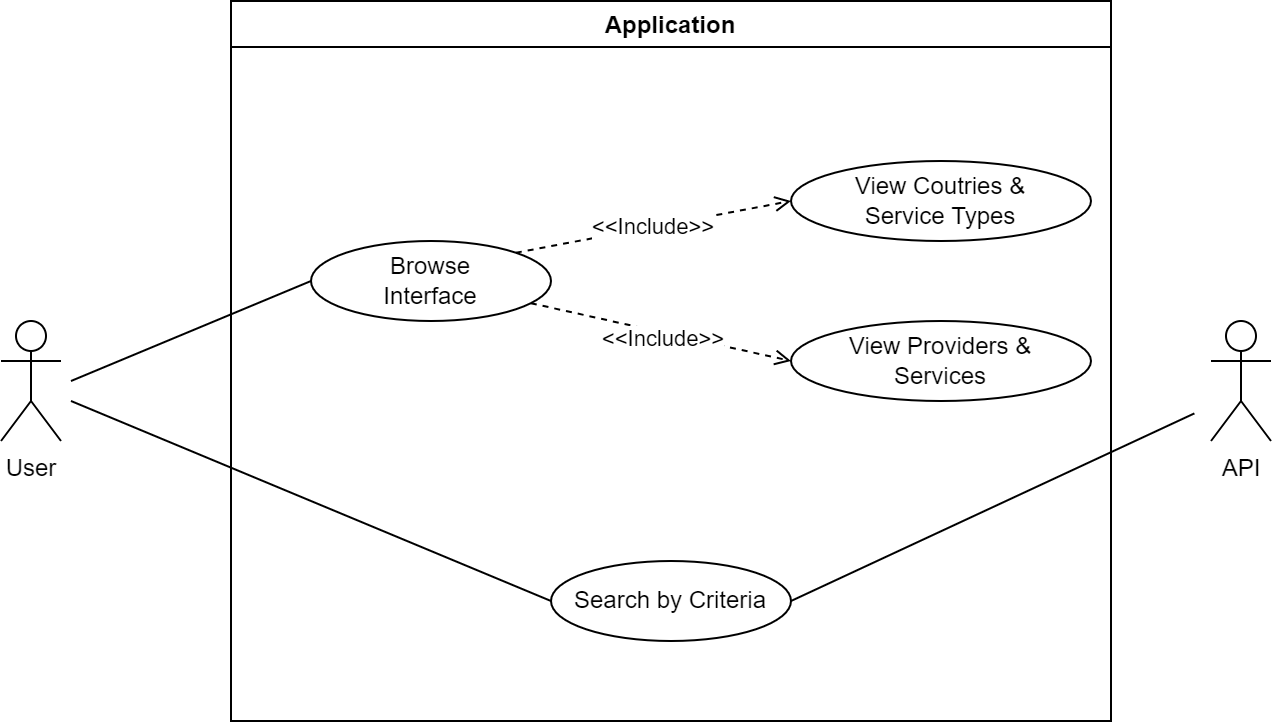 Application
View Coutries &
Service Types
<<Include>>
Browse
Interface
<<Include>>
View Providers &
Services
User
API
Search by Criteria